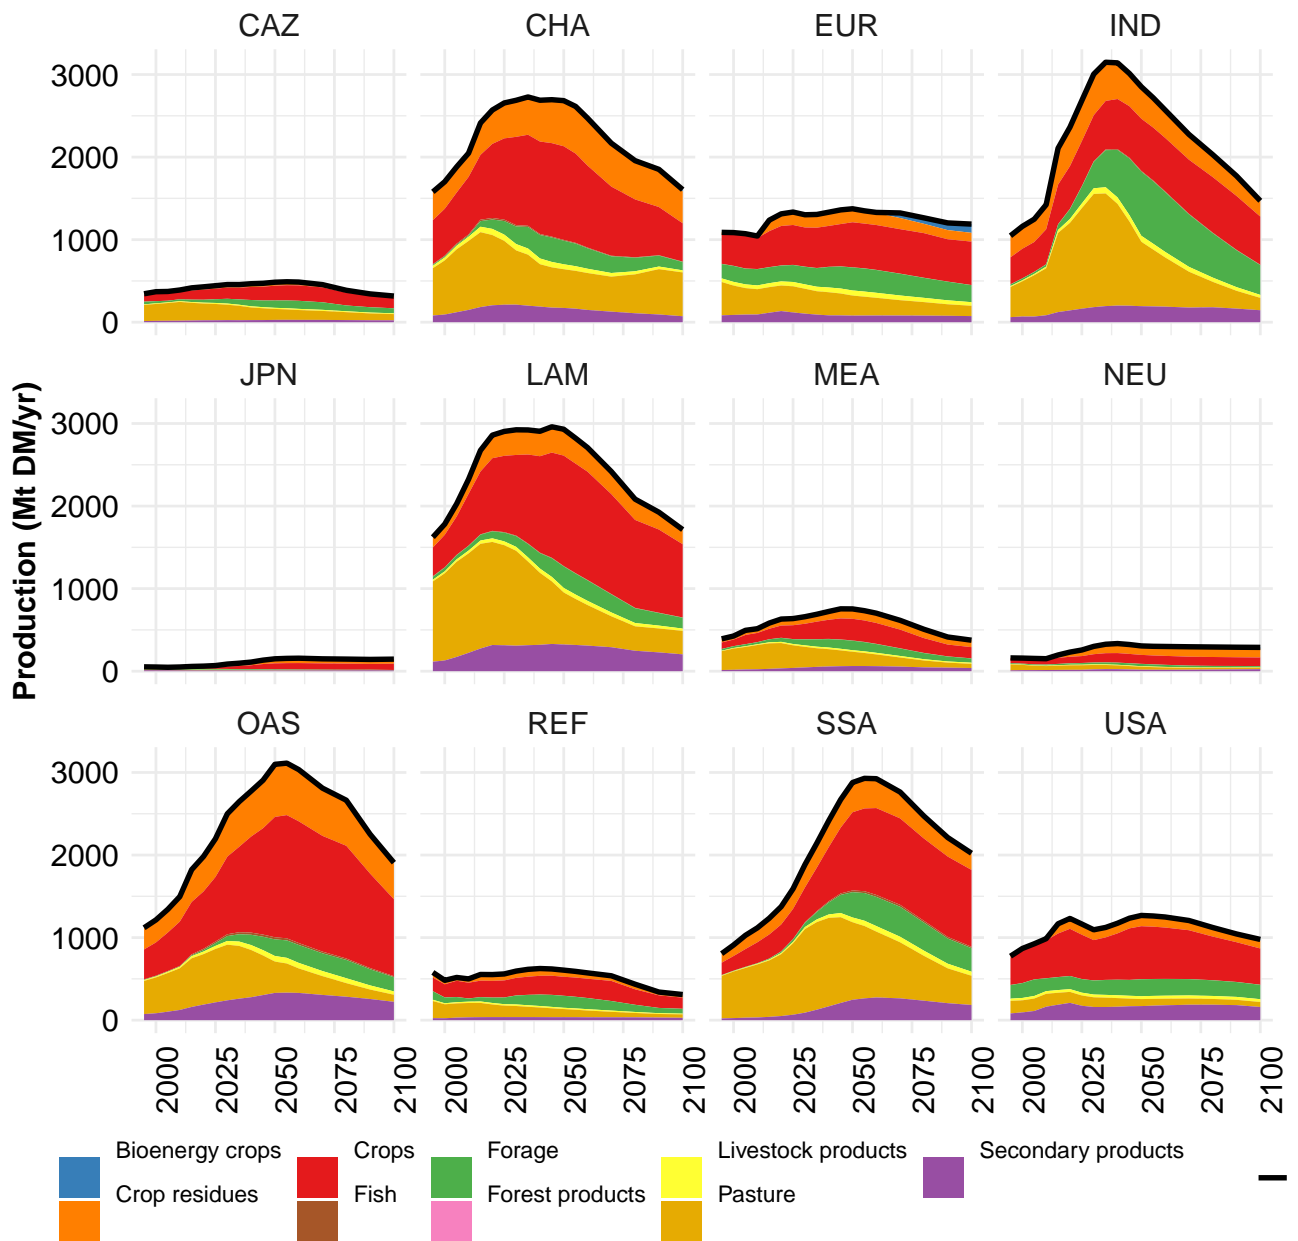 CAZ CHA EUR IND
3000
2000
1000
0
JPN LAM MEA NEU
3000
2000
1000
0
Production (Mt DM/yr)
OAS REF SSA USA
3000
2000
1000
0
2000 2025 2050 2075 2100 2000 2025 2050 2075 2100 2000 2025 2050 2075 2100 2000 2025 2050 2075 2100
Bioenergy crops Crops Forage Livestock products Secondary products
Crop residues Fish Forest products Pasture